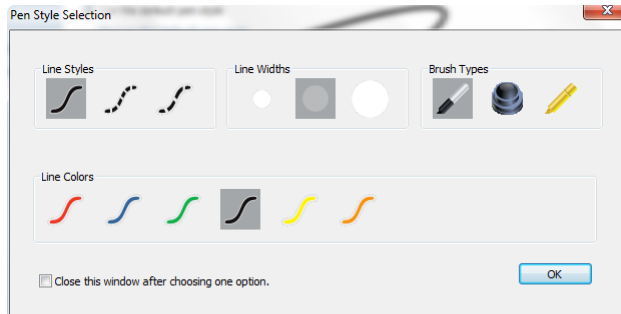 Pen Style Selection
Line Styles
Line Widths
Brush Types
Line Colors
Close this window after choosing one option.
OK